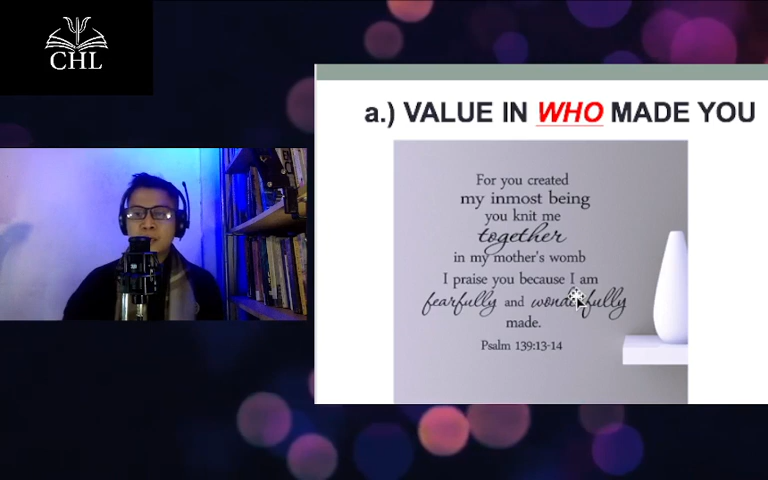 CHL
a.) VALUE IN WHO MADE YOU
For you created
my inmost being
you knit me
together
in my mother's womb
I praise you because I am
fearfully and wonderfully
made.
Psalm 139:13-14